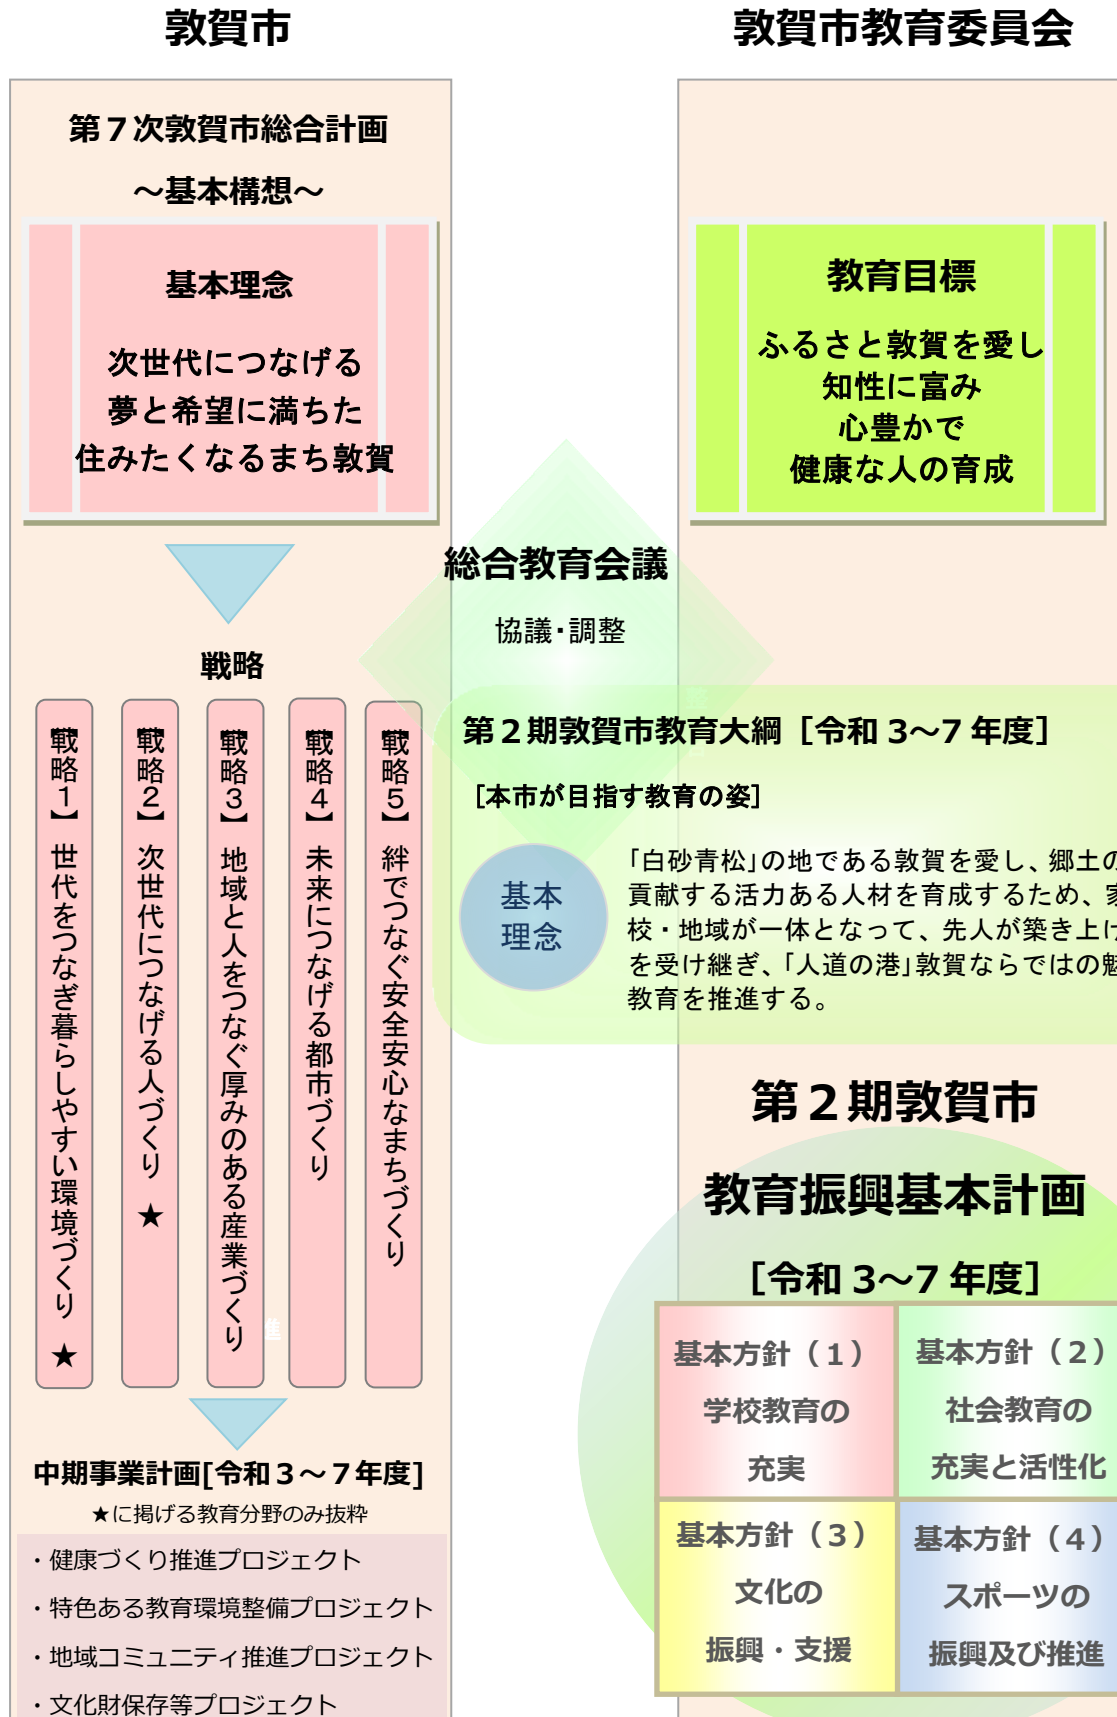 敦賀市
第７次敦賀市総合計画
～基本構想～
基本理念
次世代につなげる
夢と希望に満ちた
住みたくなるまち敦賀
戦略
【戦略１】 世代をつなぎ暮らしやすい環境づくり ★
【戦略２】 次世代につなげる人づくり ★
【戦略３】 地域と人をつなぐ厚みのある産業づくり
【戦略４】 未来につなげる都市づくり
【戦略５】 絆でつなぐ安全安心なまちづくり
進
中期事業計画[令和３～７年度]
★に掲げる教育分野のみ抜粋
・健康づくり推進プロジェクト
・特色ある教育環境整備プロジェクト
・地域コミュニティ推進プロジェクト
・文化財保存等プロジェクト
総合教育会議
協議・調整
敦賀市教育委員会
教育目標
ふるさと敦賀を愛し
知性に富み
心豊かで
健康な人の育成
第２期敦賀市教育大綱［令和 3～7 年度］
［本市が目指す教育の姿］
基本
理念
「白砂青松」の地である敦賀を愛し、郷土の
貢献する活力ある人材を育成するため、家
校・地域が一体となって、先人が築き上げ
を受け継ぎ、「人道の港」敦賀ならではの魅
教育を推進する。
第２期敦賀市
教育振興基本計画
［令和 3～7 年度］
基本方針（１）
学校教育の
充実
基本方針（２）
社会教育の
充実と活性化
基本方針（３）
文化の
振興・支援
基本方針（４）
スポーツの
振興及び推進